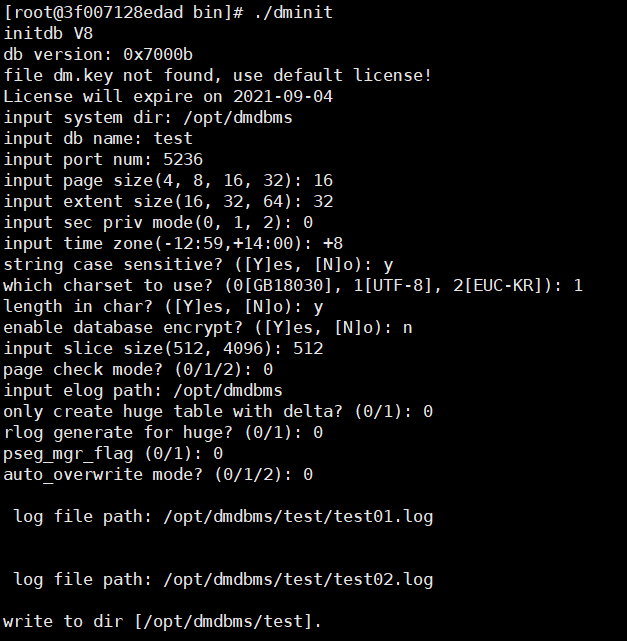 [root@3f007128edad bin]# ./dminit
initdb V8
db version: 0x7000b
file dm.key not found, use default license!
License will expire on 2021-09-04
input system dir: /opt/dmdbms
input db name: test
input port num: 5236
input page size(4, 8, 16, 32): 16
input extent size(16, 32, 64): 32
input sec priv mode(0, 1, 2): 0
input time zone(-12:59,+14:00): +8
string case sensitive? ([Y]es, [N]o): y
which charset to use? (0[GB18030], 1[UTF-8], 2[EUC-KR]): 1
length in char? ([Y]es, [N]o): y
enable database encrypt? ([Y]es, [N]o): n
input slice size(512, 4096): 512
page check mode? (0/1/2): 0
input elog path: /opt/dmdbms
only create huge table with delta? (0/1): 0
rlog generate for huge? (0/1): 0
pseg_mgr_flag (0/1): 0
auto_overwrite mode? (0/1/2): 0
log file path: /opt/dmdbms/test/test01.log
log file path: /opt/dmdbms/test/test02.log
write to dir [/opt/dmdbms/test].